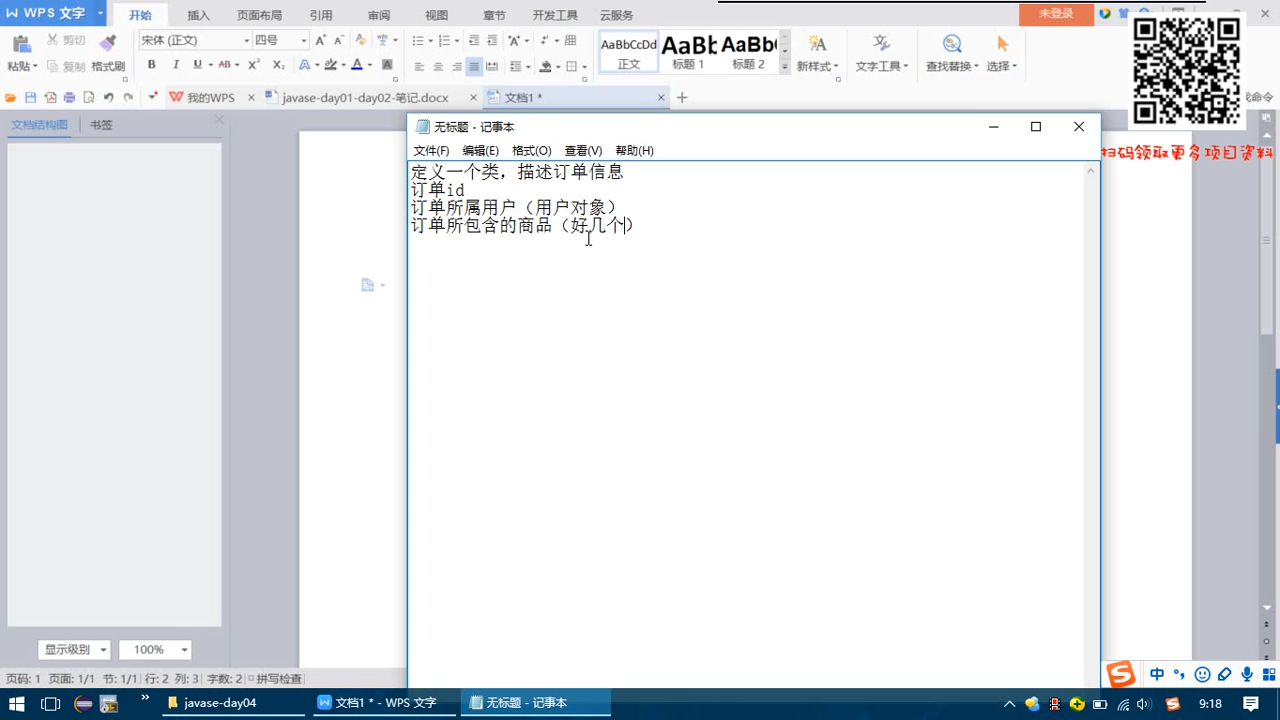 WPS 文字
开始
插入
页面布局
引用
审阅
视图
章节
开发工具
云服务
未登录
剪切
粘贴
复制
格式刷
宋体 (正文)
四号
B I U AB X² X₂ A A A
AaBbCcDd
正文
AaBb
标题 1
AaBb
标题 2
新样式
文字工具
查找替换
选择
我的WPS
javase-day01-day02-笔记.docx
文档1 *
找命令
文档结构图
书签
扫码领取更多项目资料
无标题 - 记事本
文件(F) 编辑(E) 格式(O) 查看(V) 帮助(H)
定义一个类，描述订单信息
订单id
订单所属用户（用户对象）
订单所包含的商品（好几个）
显示级别
100%
页码: 1 页面: 1/1 节: 1/1 行: 2 列: 3 字数: 2 拼写检查
中
javase-day04
文档1 * - WPS 文字
无标题 - 记事本
9:18